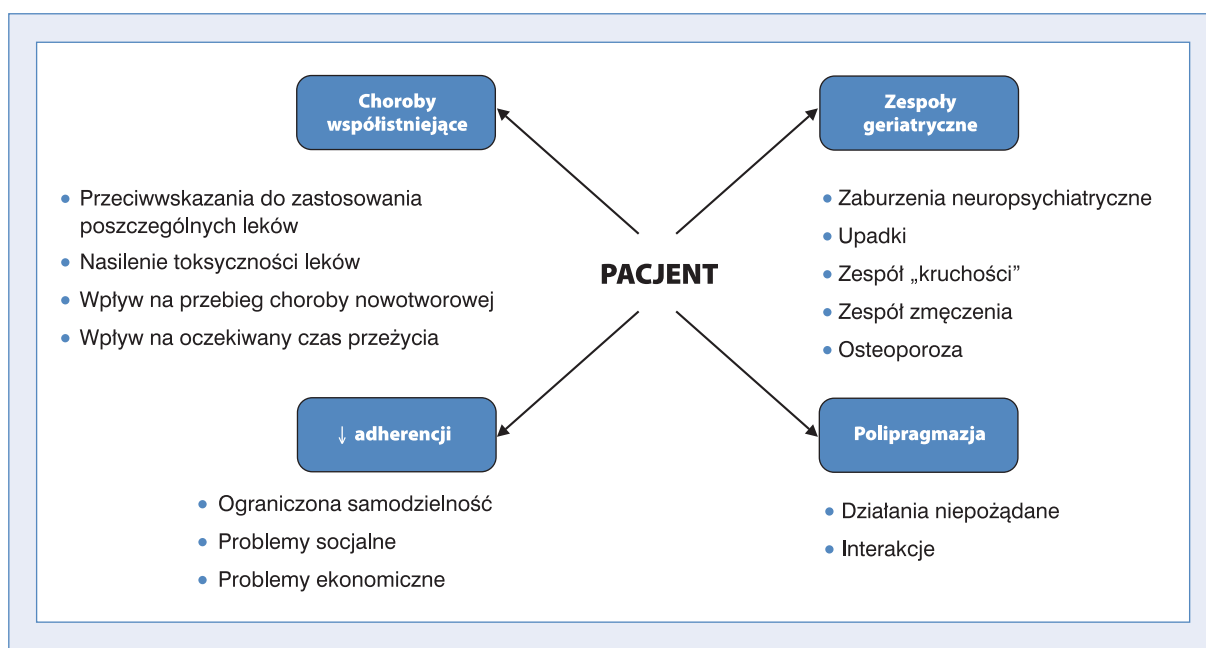 Choroby
współistniejące
• Przeciwwskazania do zastosowania
poszczególnych leków
• Nasilenie toksyczności leków
• Wpływ na przebieg choroby nowotworowej
• Wpływ na oczekiwany czas przeżycia
Zespoły
geriatryczne
• Zaburzenia neuropsychiatryczne
• Upadki
• Zespół „kruchości”
• Zespół zmęczenia
• Osteoporoza
PACJENT
↓ adherencji
• Ograniczona samodzielność
• Problemy socjalne
• Problemy ekonomiczne
Polipragmazja
• Działania niepożądane
• Interakcje